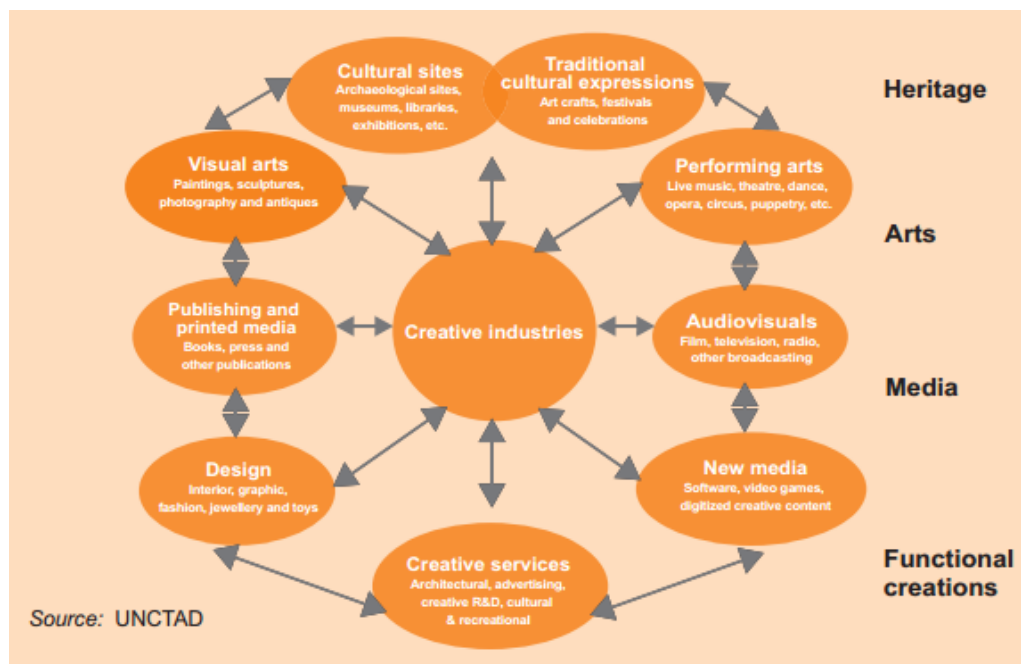 Cultural sites
Archaeological sites,
museums, libraries,
exhibitions, etc.
Traditional
cultural expressions
Art crafts, festivals
and celebrations
Heritage
Visual arts
Paintings, sculptures,
photography and antiques
Performing arts
Live music, theatre, dance,
opera, circus, puppetry, etc.
Arts
Publishing and
printed media
Books, press and
other publications
Creative industries
Audiovisuals
Film, television, radio,
other broadcasting
Media
Design
Interior, graphic,
fashion, jewellery and toys
New media
Software, video games,
digitized creative content
Creative services
Architectural, advertising,
creative R&D, cultural
& recreational
Functional
creations
Source: UNCTAD